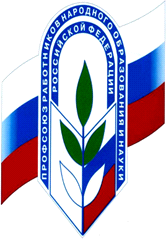 ПРОФСОЮЗ РАБОТНИКОВ НАРОДНОГО ОБРАЗОВАНИЯ И НАУКИ
РОССИЙСКОЙ ФЕДЕРАЦИИ